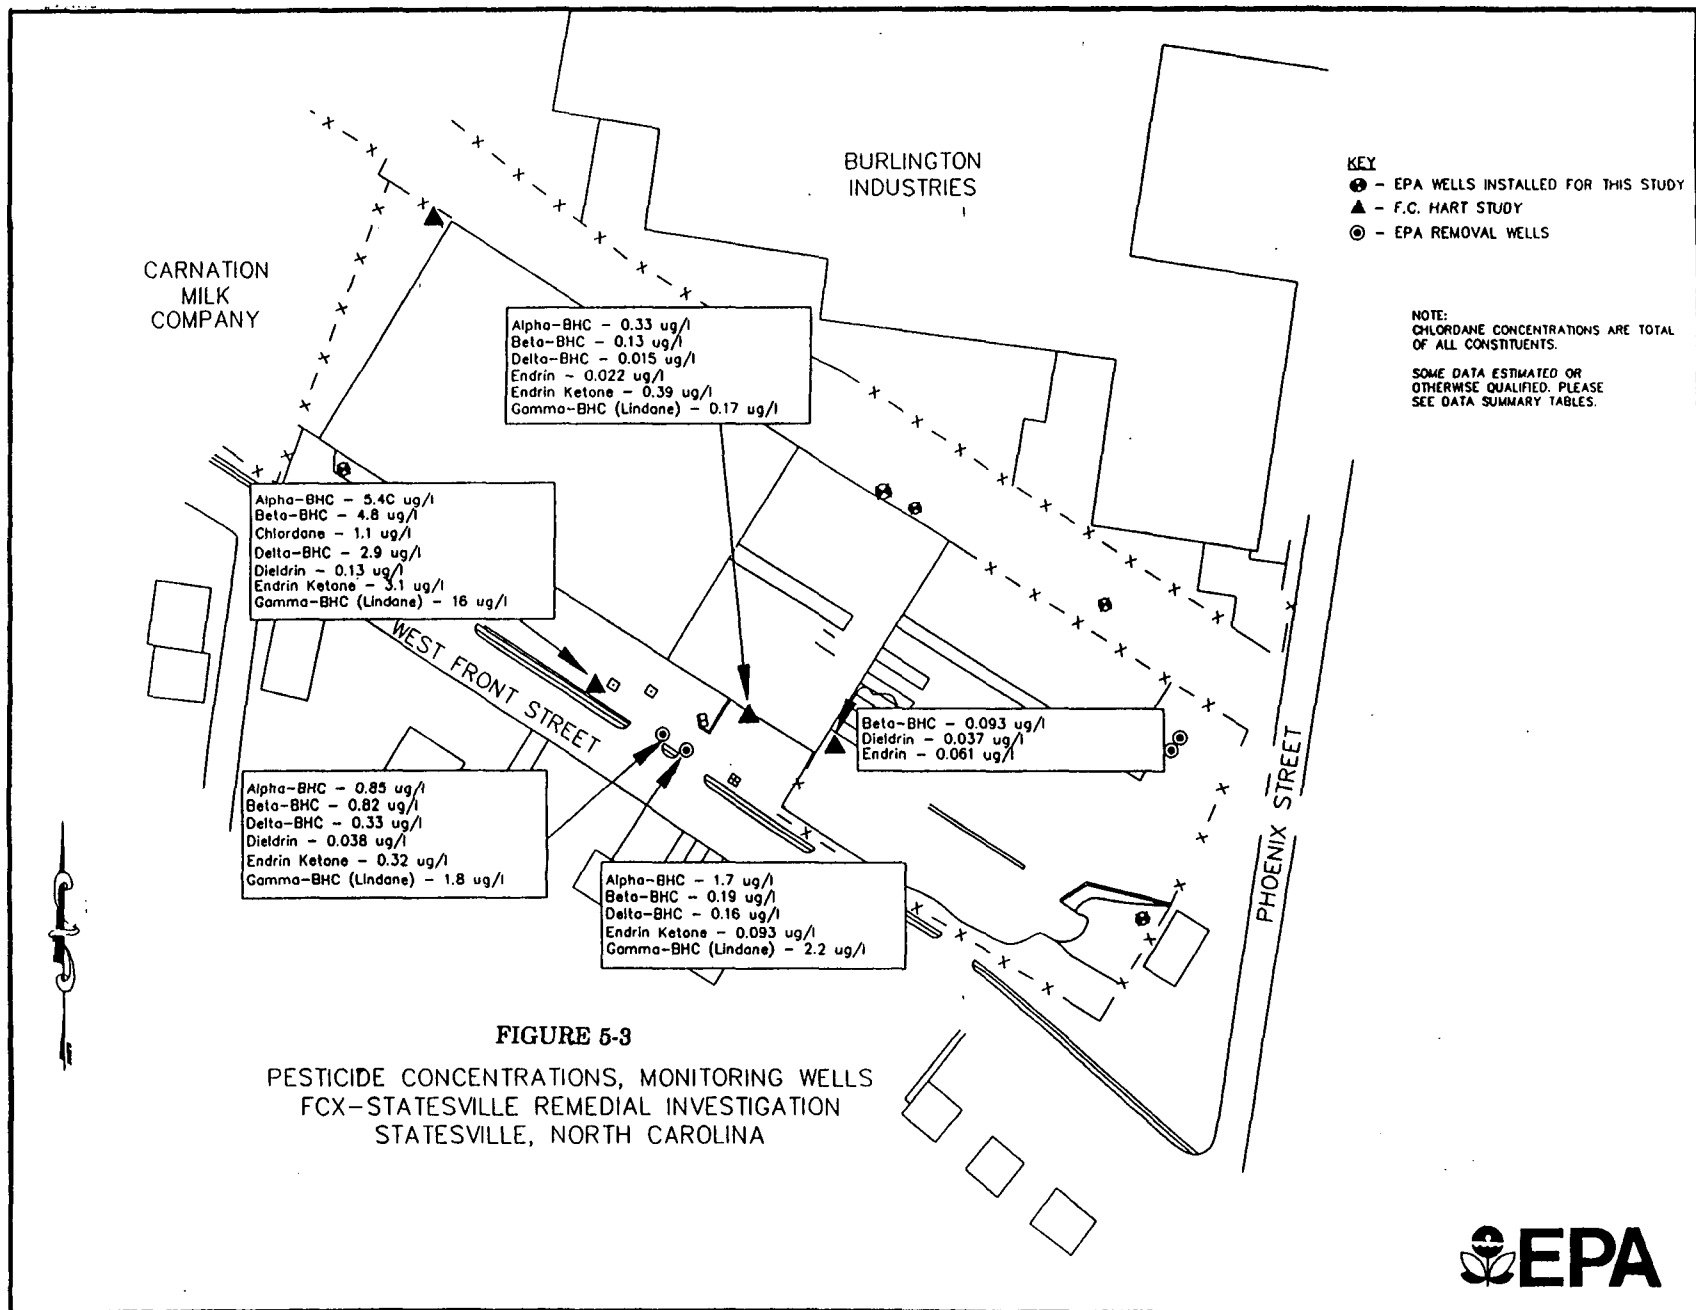 BURLINGTON
INDUSTRIES
KEY
- EPA WELLS INSTALLED FOR THIS STUDY
- F.C. HART STUDY
- EPA REMOVAL WELLS
CARNATION
MILK
COMPANY
NOTE:
CHLORDANE CONCENTRATIONS ARE TOTAL
OF ALL CONSTITUENTS.
SOME DATA ESTIMATED OR
OTHERWISE QUALIFIED. PLEASE
SEE DATA SUMMARY TABLES.
Alpha-BHC - 0.33 ug/l
Beta-BHC - 0.13 ug/l
Delta-BHC - 0.015 ug/l
Endrin - 0.022 ug/l
Endrin Ketone - 0.39 ug/l
Gamma-BHC (Lindane) - 0.17 ug/l
Alpha-BHC - 5.4C ug/l
Beta-BHC - 4.8 ug/l
Chlordane - 1.1 ug/l
Delta-BHC - 2.9 ug/l
Dieldrin - 0.13 ug/l
Endrin Ketone - 3.1 ug/l
Gamma-BHC (Lindane) - 16 ug/l
WEST FRONT STREET
Beta-BHC - 0.093 ug/l
Dieldrin - 0.037 ug/l
Endrin - 0.061 ug/l
PHOENIX STREET
Alpha-BHC - 0.85 ug/l
Beta-BHC - 0.82 ug/l
Delta-BHC - 0.33 ug/l
Dieldrin - 0.038 ug/l
Endrin Ketone - 0.32 ug/l
Gamma-BHC (Lindane) - 1.8 ug/l
Alpha-BHC - 1.7 ug/l
Beta-BHC - 0.19 ug/l
Delta-BHC - 0.16 ug/l
Endrin Ketone - 0.093 ug/l
Gamma-BHC (Lindane) - 2.2 ug/l
FIGURE 5-3
PESTICIDE CONCENTRATIONS, MONITORING WELLS
FCX-STATESVILLE REMEDIAL INVESTIGATION
STATESVILLE, NORTH CAROLINA
EPA